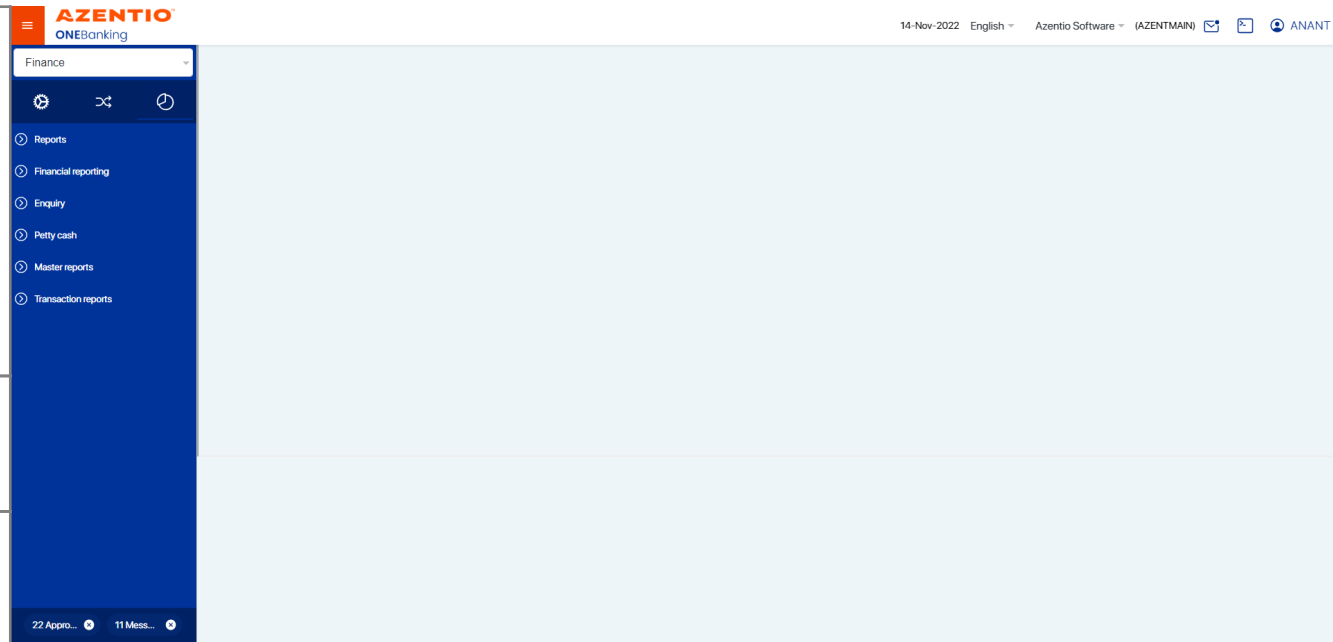 AZENTIO™
ONEBanking
14-Nov-2022 English Azentio Software (AZENTMAIN) ANANT
Finance
Reports
Financial reporting
Enquiry
Petty cash
Master reports
Transaction reports
22 Appro... 11 Mess...